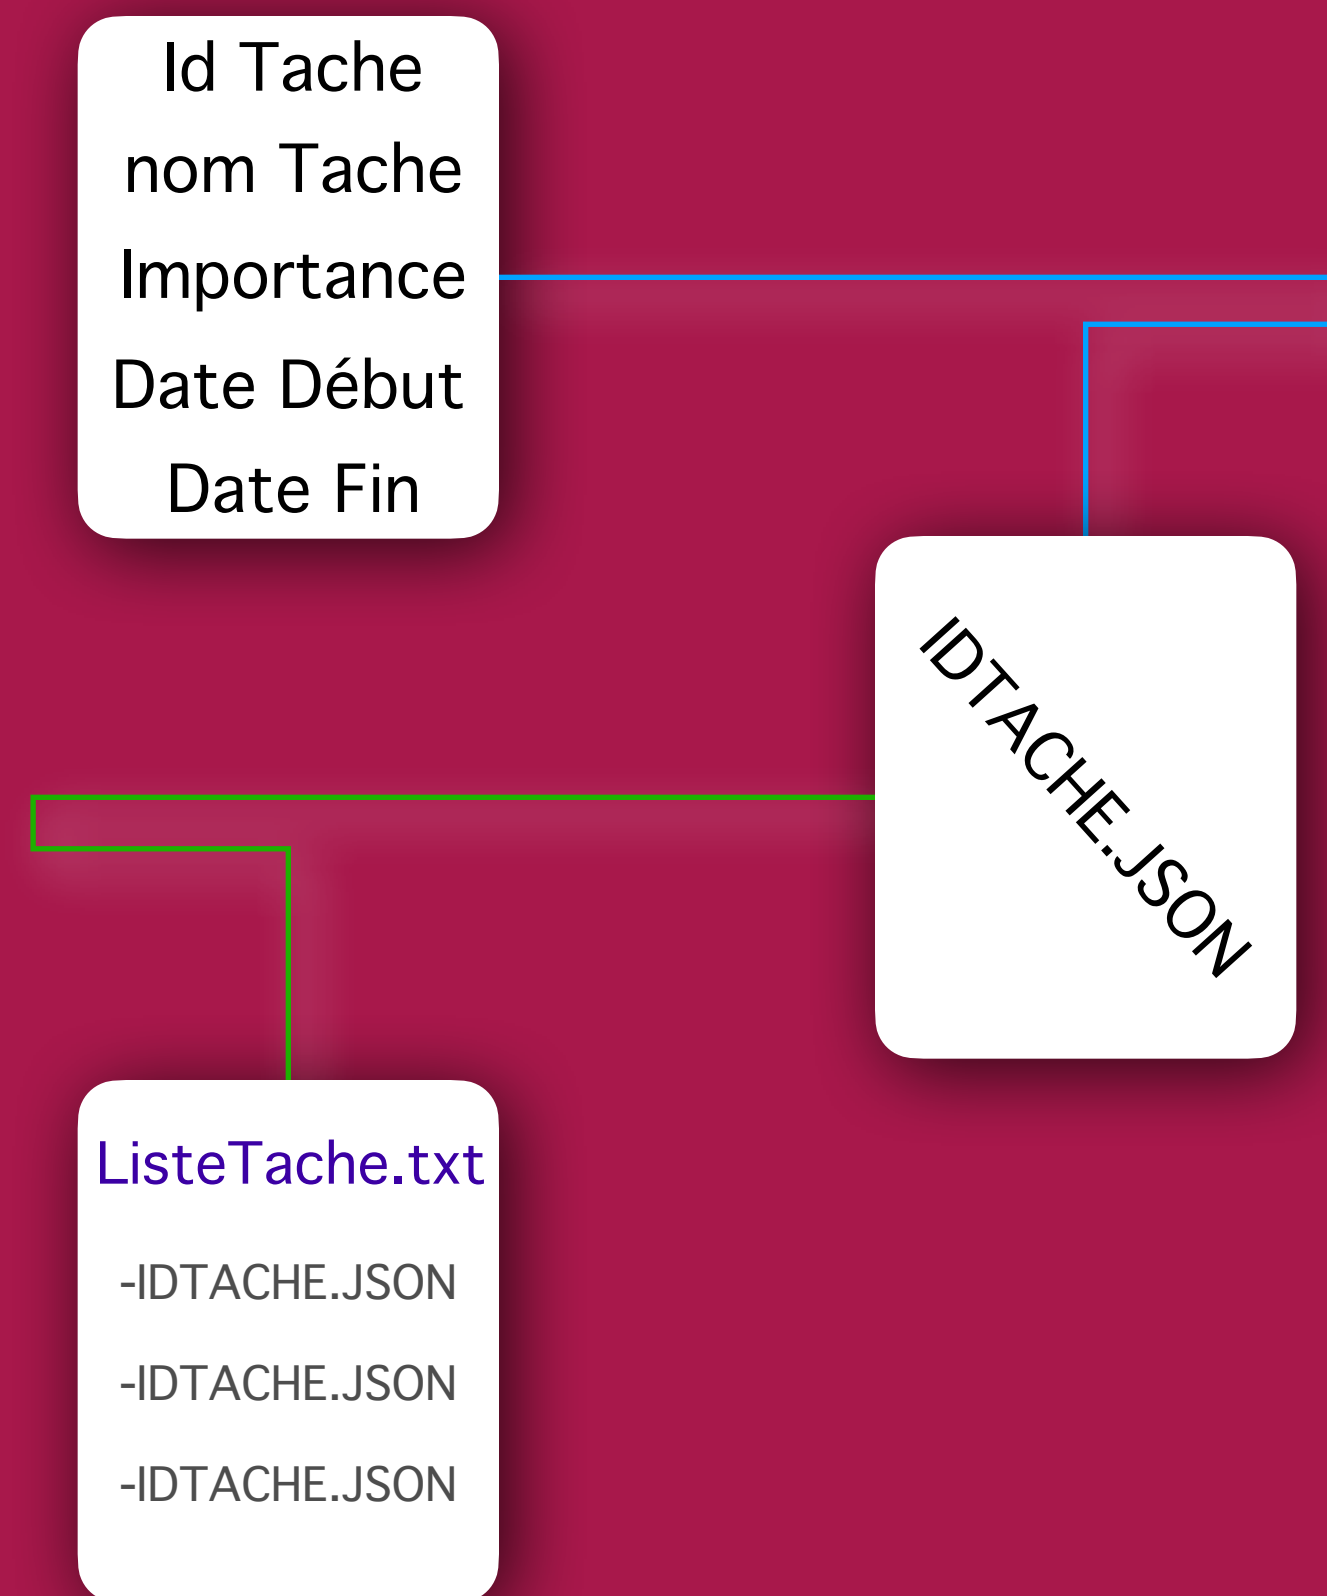 Id Tache
nom Tache
Importance
Date Début
Date Fin
IDTACHE.JSON
ListeTache.txt
-IDTACHE.JSON
-IDTACHE.JSON
-IDTACHE.JSON